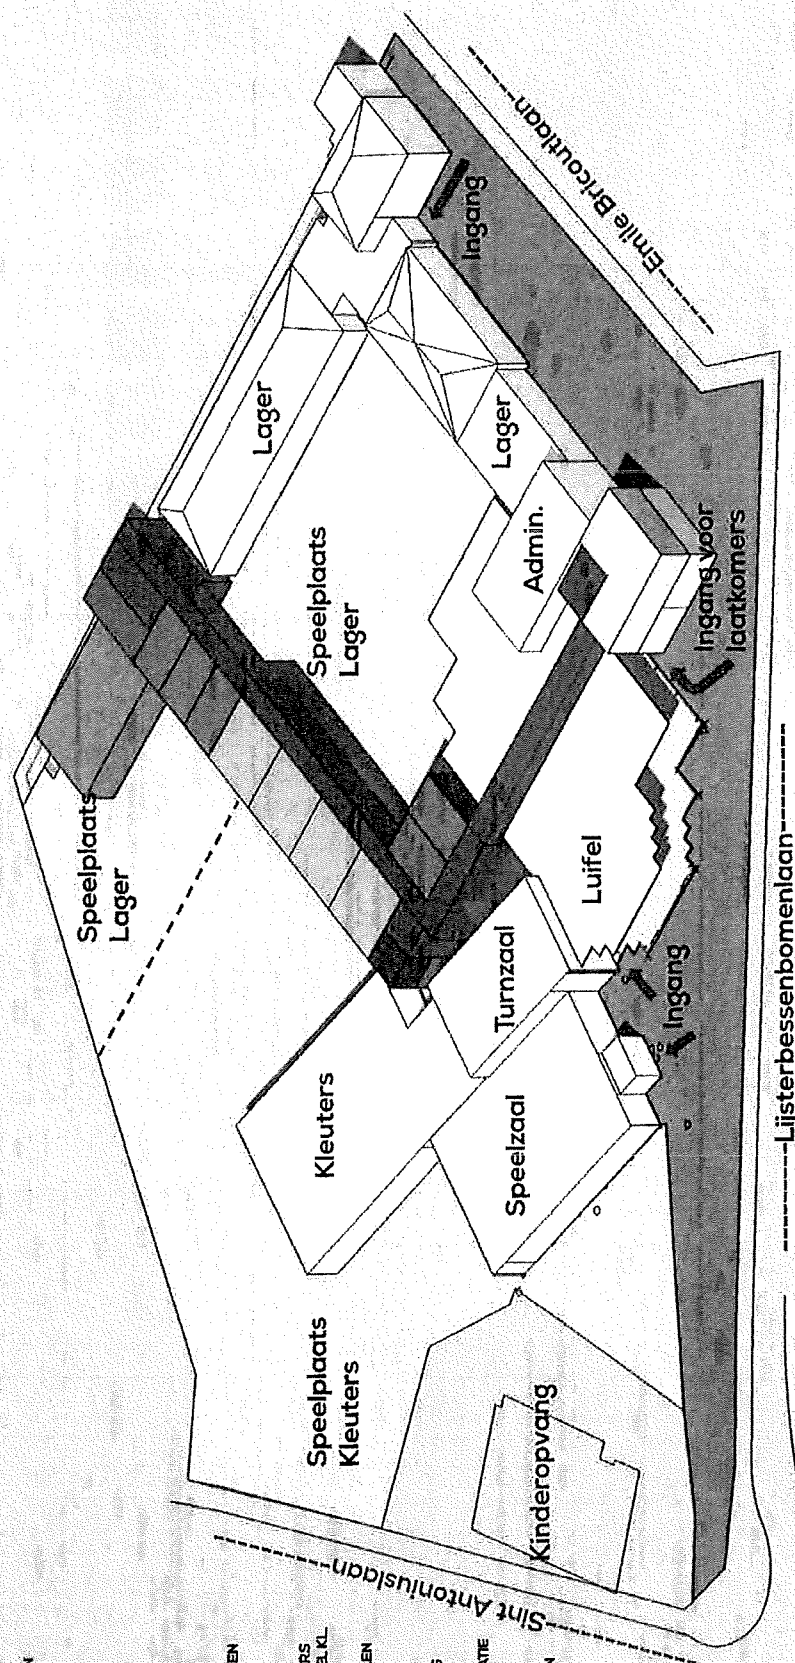 Speelplaats
Lager
Lager
Ingang
Emile Bricoutlaan
Speelplaats
Lager
Lager
Admin.
Ingang voor
laatkomers
Kleuters
Turnzaal
Luifel
Speelzaal
Ingang
Speelplaats
Kleuters
Kinderopvang
Sint Antoniuslaan
Lijsterbessenbomenlaan